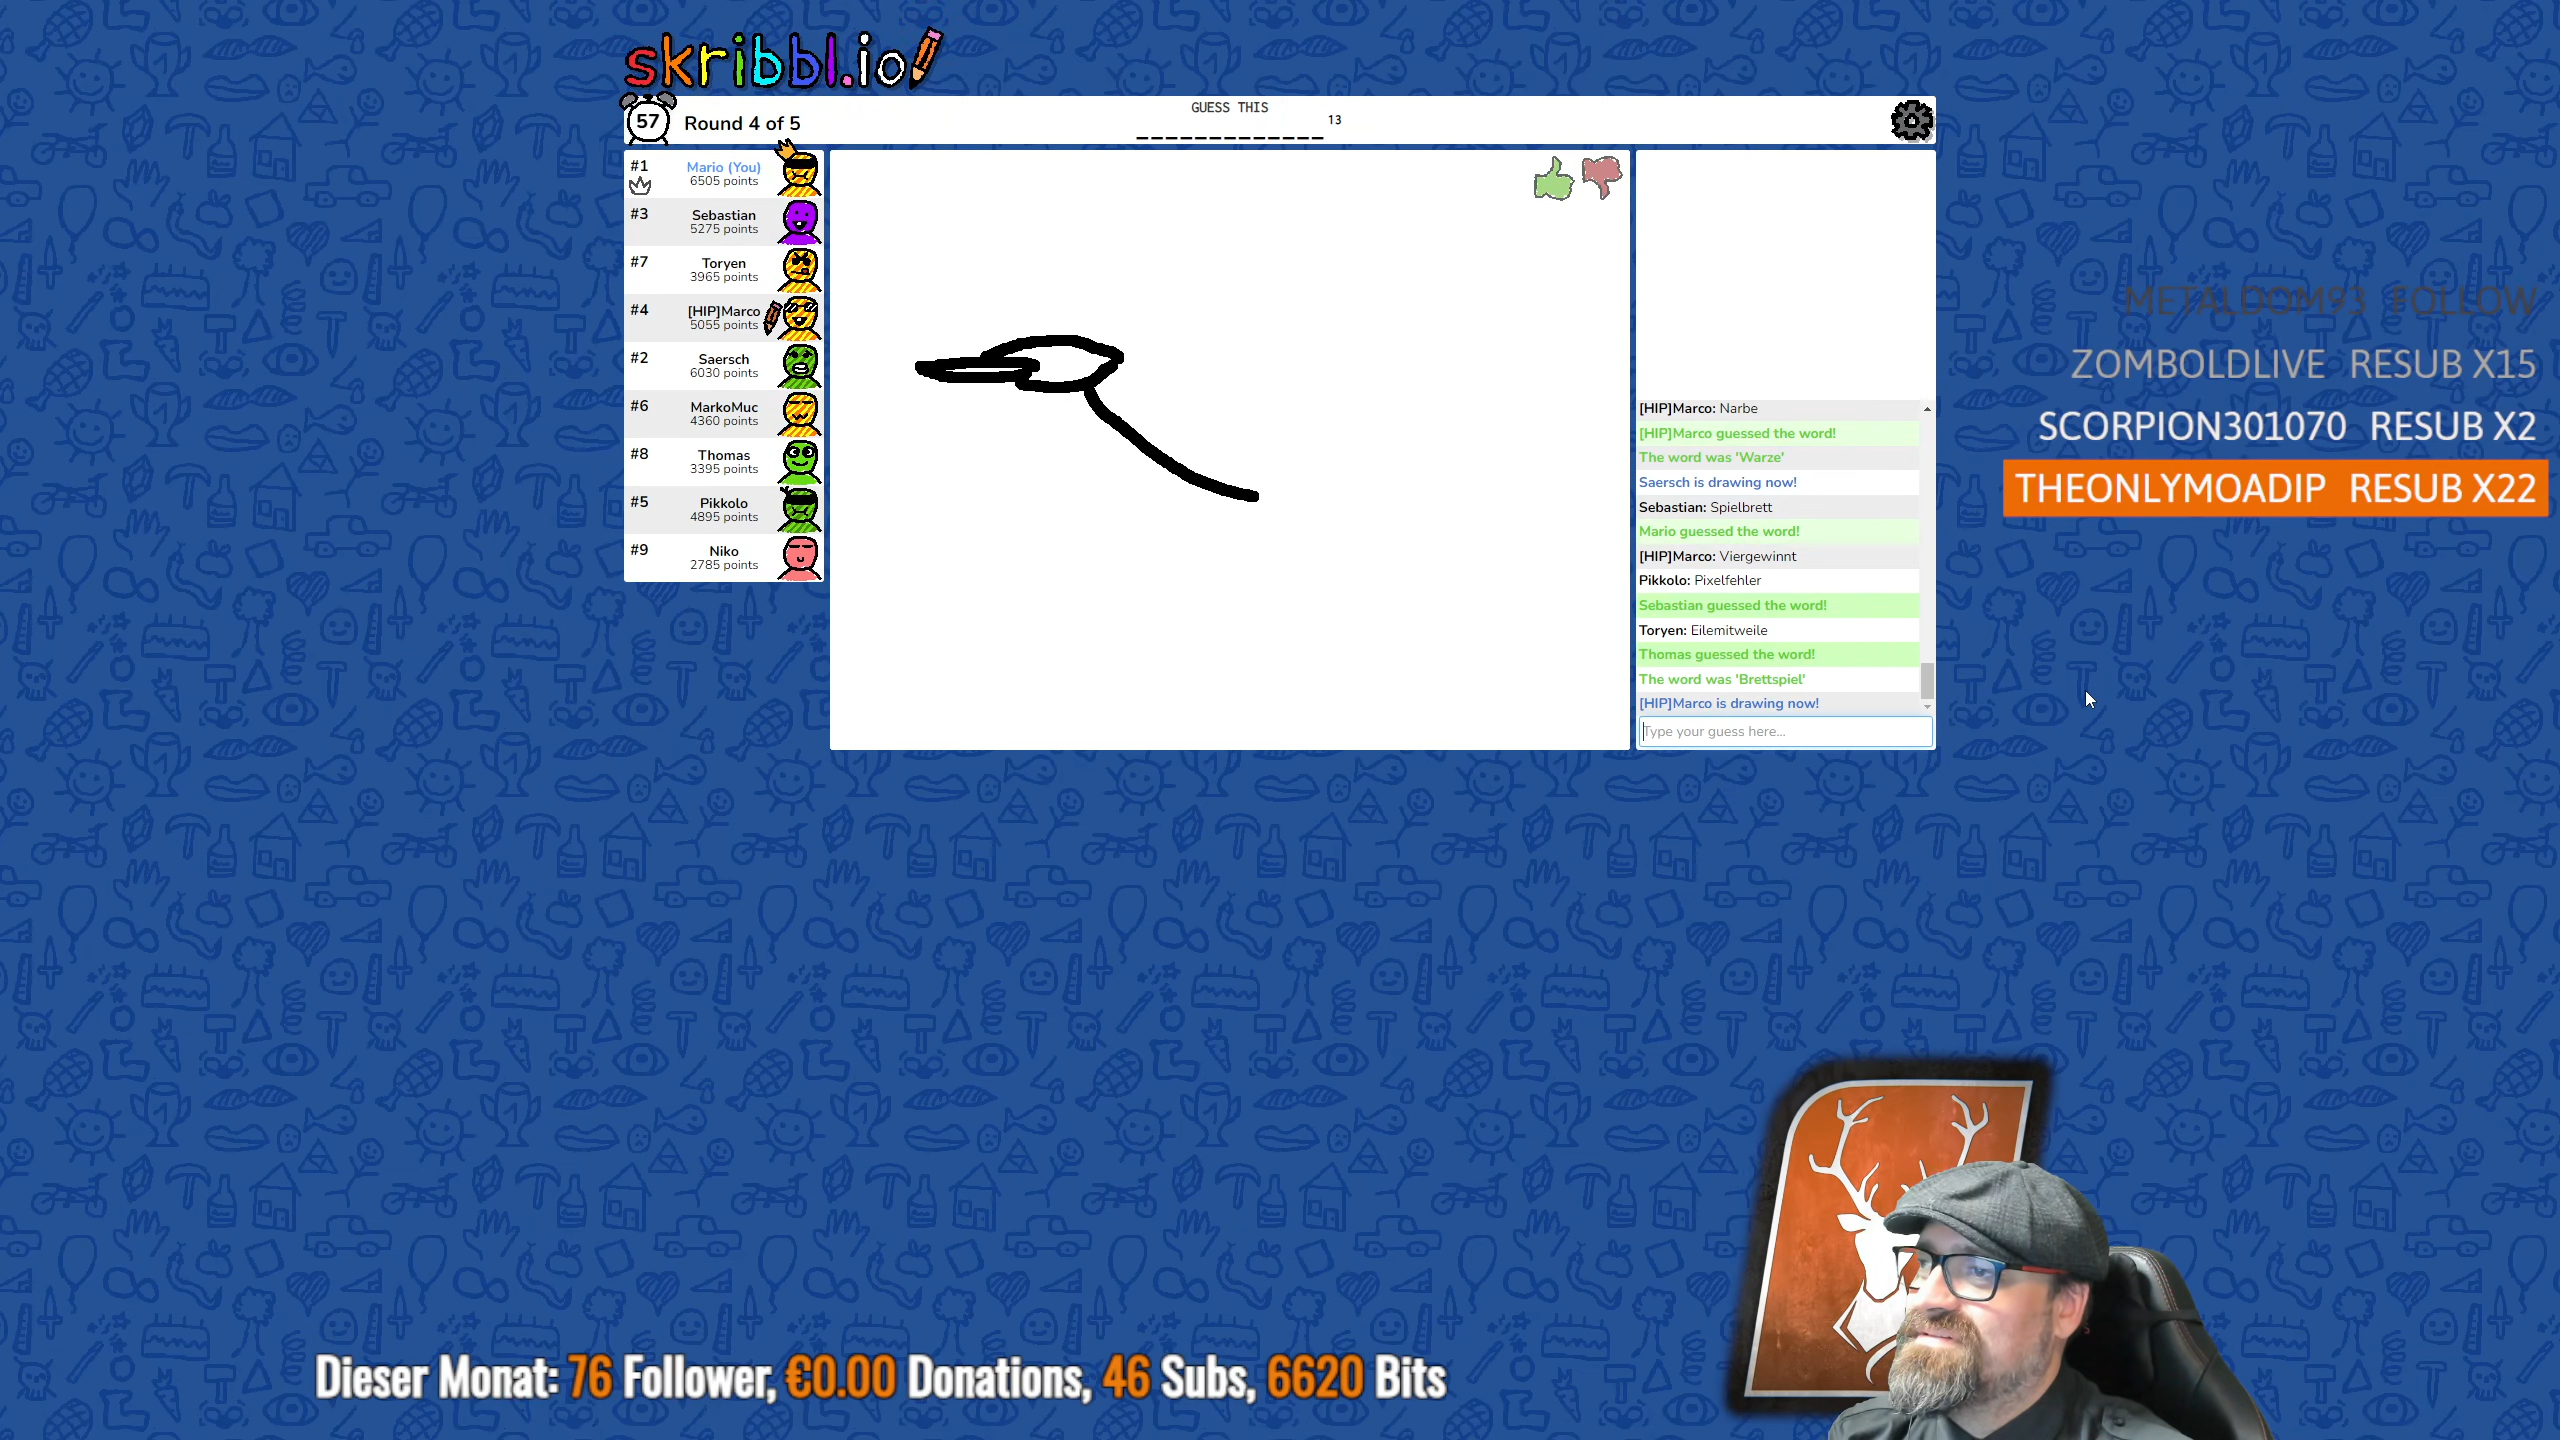 skribbl.io
57
Round 4 of 5
GUESS THIS
_____________ 13
#1 Mario (You)
6505 points
#3 Sebastian
5275 points
#7 Toryen
3965 points
#4 [HIP]Marco
5055 points
#2 Saersch
6030 points
#6 MarkoMuc
4360 points
#8 Thomas
3395 points
#5 Pikkolo
4895 points
#9 Niko
2785 points
[HIP]Marco: Narbe
[HIP]Marco guessed the word!
The word was 'Warze'
Saersch is drawing now!
Sebastian: Spielbrett
Mario guessed the word!
[HIP]Marco: Viergewinnt
Pikkolo: Pixelfehler
Sebastian guessed the word!
Toryen: Eilemitweile
Thomas guessed the word!
The word was 'Brettspiel'
[HIP]Marco is drawing now!
Type your guess here...
METALDOM93 FOLLOW
ZOMBOLDLIVE RESUB X15
SCORPION301070 RESUB X2
THEONLYMOADIP RESUB X22
Dieser Monat: 76 Follower, €0.00 Donations, 46 Subs, 6620 Bits